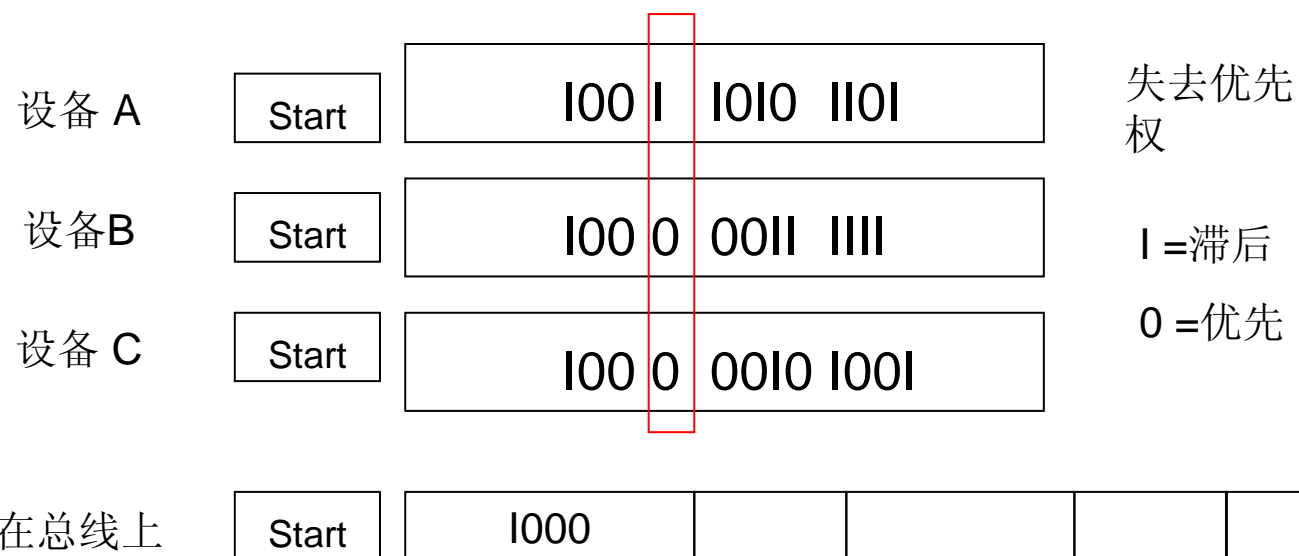 设备 A Start I00 I I0I0 II0I 失去优先
权
设备B Start I00 0 00II IIII I =滞后
0 =优先
设备 C Start I00 0 00I0 I00I
在总线上 Start I000